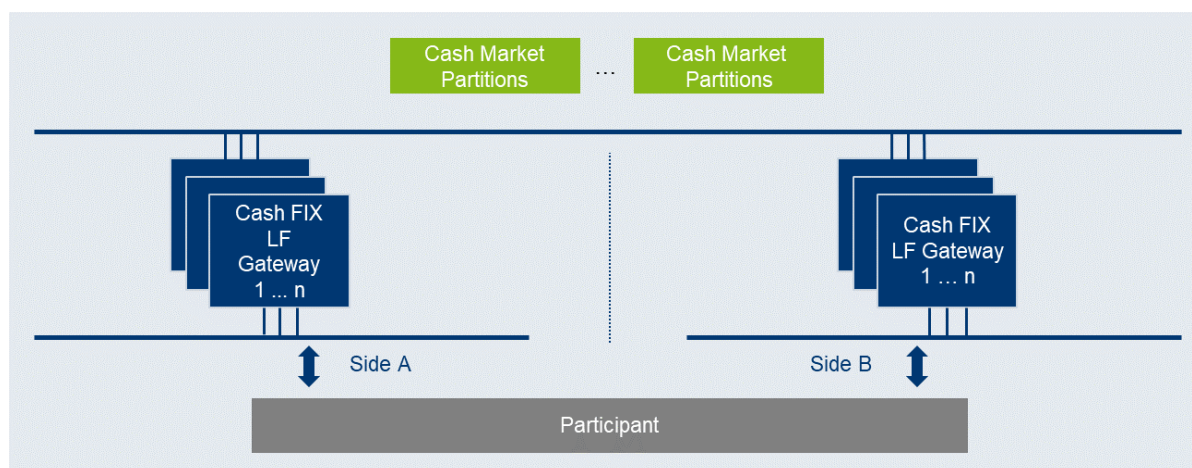 Cash Market
Partitions
...
Cash Market
Partitions
Cash FIX
LF
Gateway
1 ... n
Cash FIX
LF Gateway
1 ... n
Side A
Side B
Participant